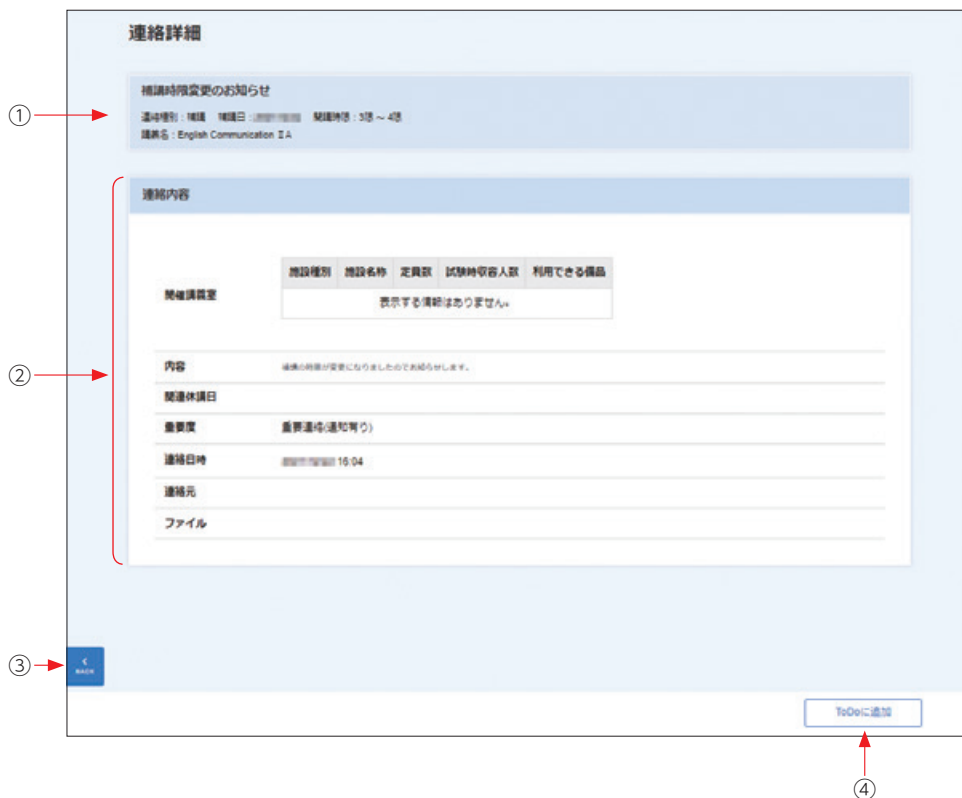 連絡詳細
補講時限変更のお知らせ
①
連絡種別 : 補講 補講日 : 開講時限 : 3限 ~ 4限
講義名 : English Communication ⅡA
連絡内容
施設種別 施設名称 定員数 試験時収容人数 利用できる備品
開催講義室
表示する情報はありません。
②
内容 補講の時限が変更になりましたのでお知らせします。
関連休講日
重要度 重要連絡(通知有り)
連絡日時 16:04
連絡元
ファイル
③
BACK
ToDoに追加
④